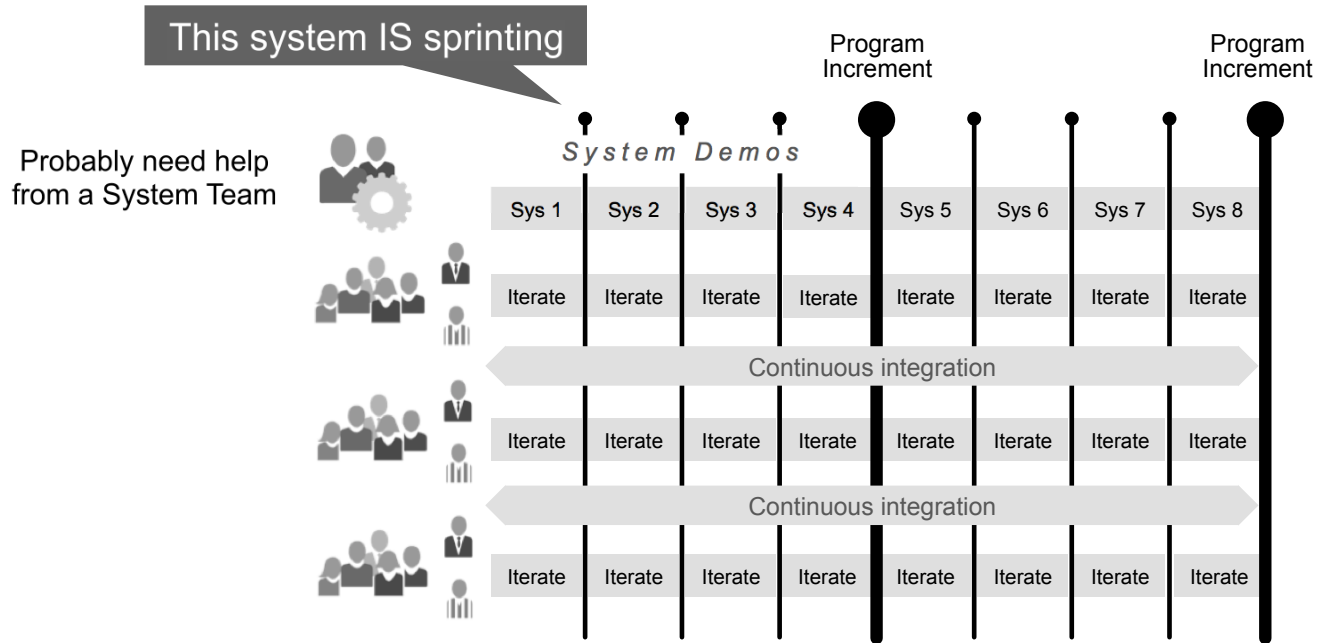 This system IS sprinting
Program
Increment
Program
Increment
Probably need help
from a System Team
System Demos
Sys 1 Sys 2 Sys 3 Sys 4 Sys 5 Sys 6 Sys 7 Sys 8
Iterate Iterate Iterate Iterate Iterate Iterate Iterate Iterate
Continuous integration
Iterate Iterate Iterate Iterate Iterate Iterate Iterate Iterate
Continuous integration
Iterate Iterate Iterate Iterate Iterate Iterate Iterate Iterate